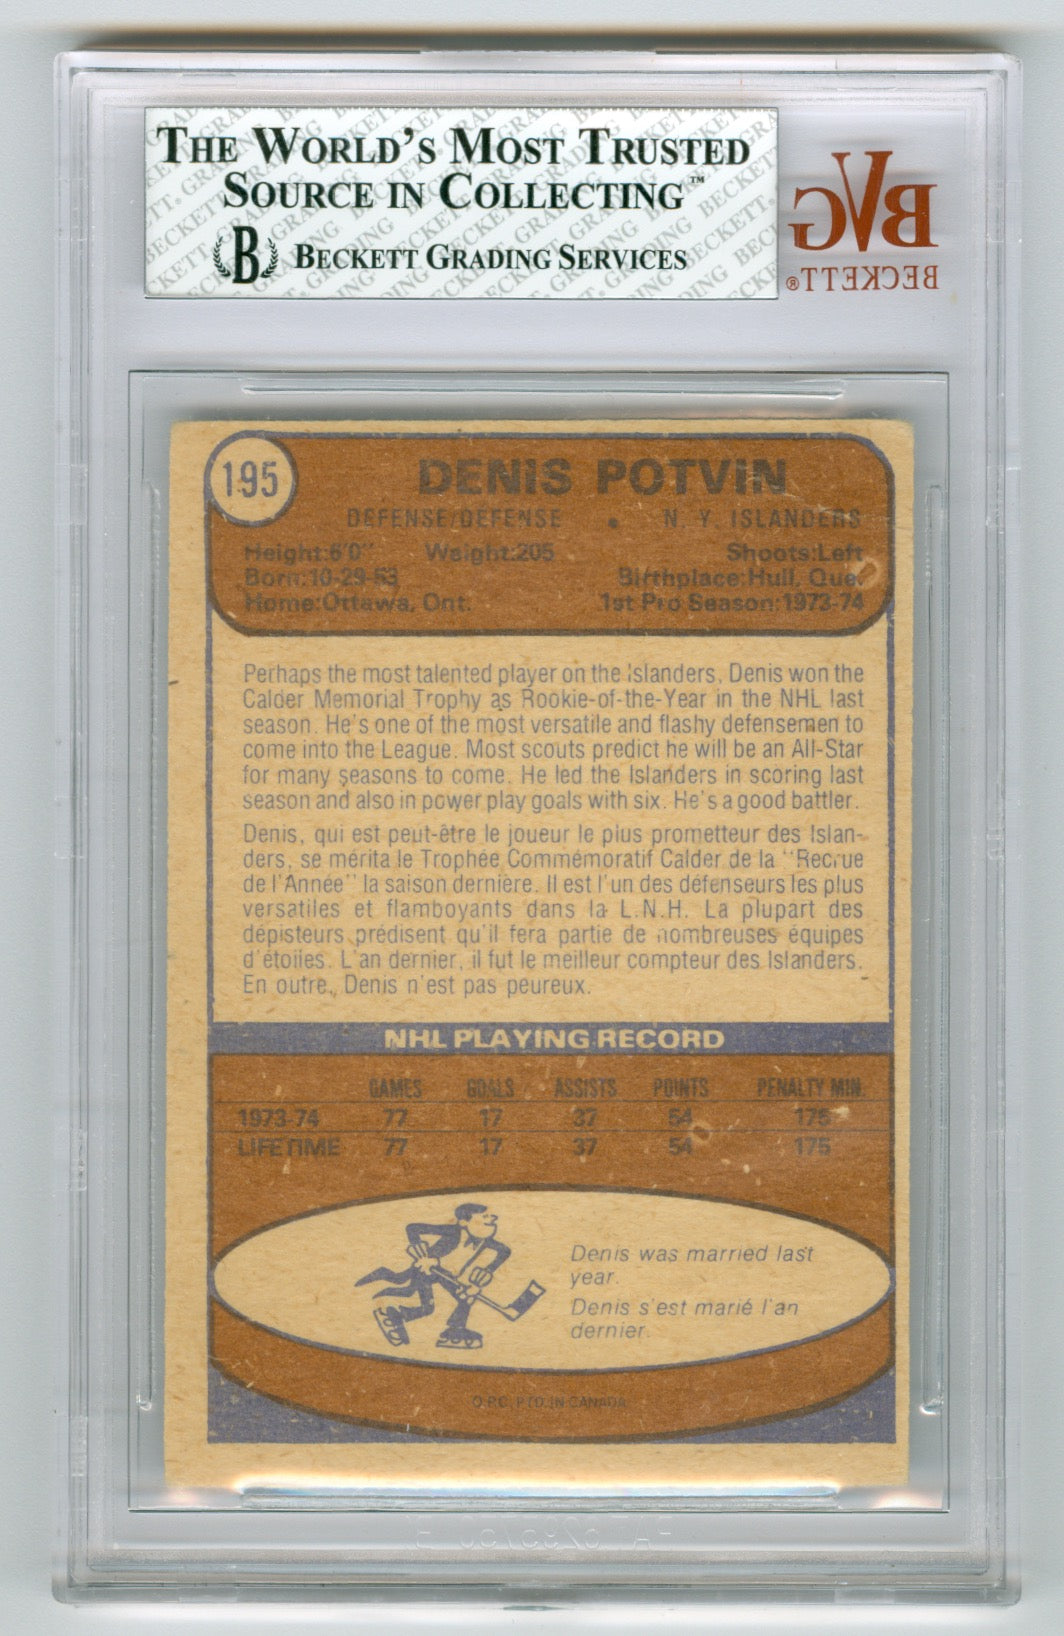 THE WORLD'S MOST TRUSTED
SOURCE IN COLLECTING™
B BECKETT GRADING SERVICES
BVG
BECKETT®
195
DENIS POTVIN
DEFENSE/DEFENSE • N. Y. ISLANDERS
Height:6'0" Weight:205 Shoots:Left
Born:10-29-53 Birthplace:Hull, Que.
Home:Ottawa, Ont. 1st Pro Season:1973-74
Perhaps the most talented player on the Islanders, Denis won the
Calder Memorial Trophy as Rookie-of-the-Year in the NHL last
season. He's one of the most versatile and flashy defensemen to
come into the League. Most scouts predict he will be an All-Star
for many seasons to come. He led the Islanders in scoring last
season and also in power play goals with six. He's a good battler.
Denis, qui est peut-être le joueur le plus prometteur des Islan-
ders, se mérita le Trophée Commémoratif Calder de la "Recrue
de l'Année" la saison dernière. Il est l'un des défenseurs les plus
versatiles et flamboyants dans la L.N.H. La plupart des
dépisteurs prédisent qu'il fera partie de nombreuses équipes
d'étoiles. L'an dernier, il fut le meilleur compteur des Islanders.
En outre, Denis n'est pas peureux.
NHL PLAYING RECORD
GAMES GOALS ASSISTS POINTS PENALTY MIN.
1973-74 77 17 37 54 175
LIFETIME 77 17 37 54 175
Denis was married last
year.
Denis s'est marié l'an
dernier.
O.P.C. PTD. IN CANADA